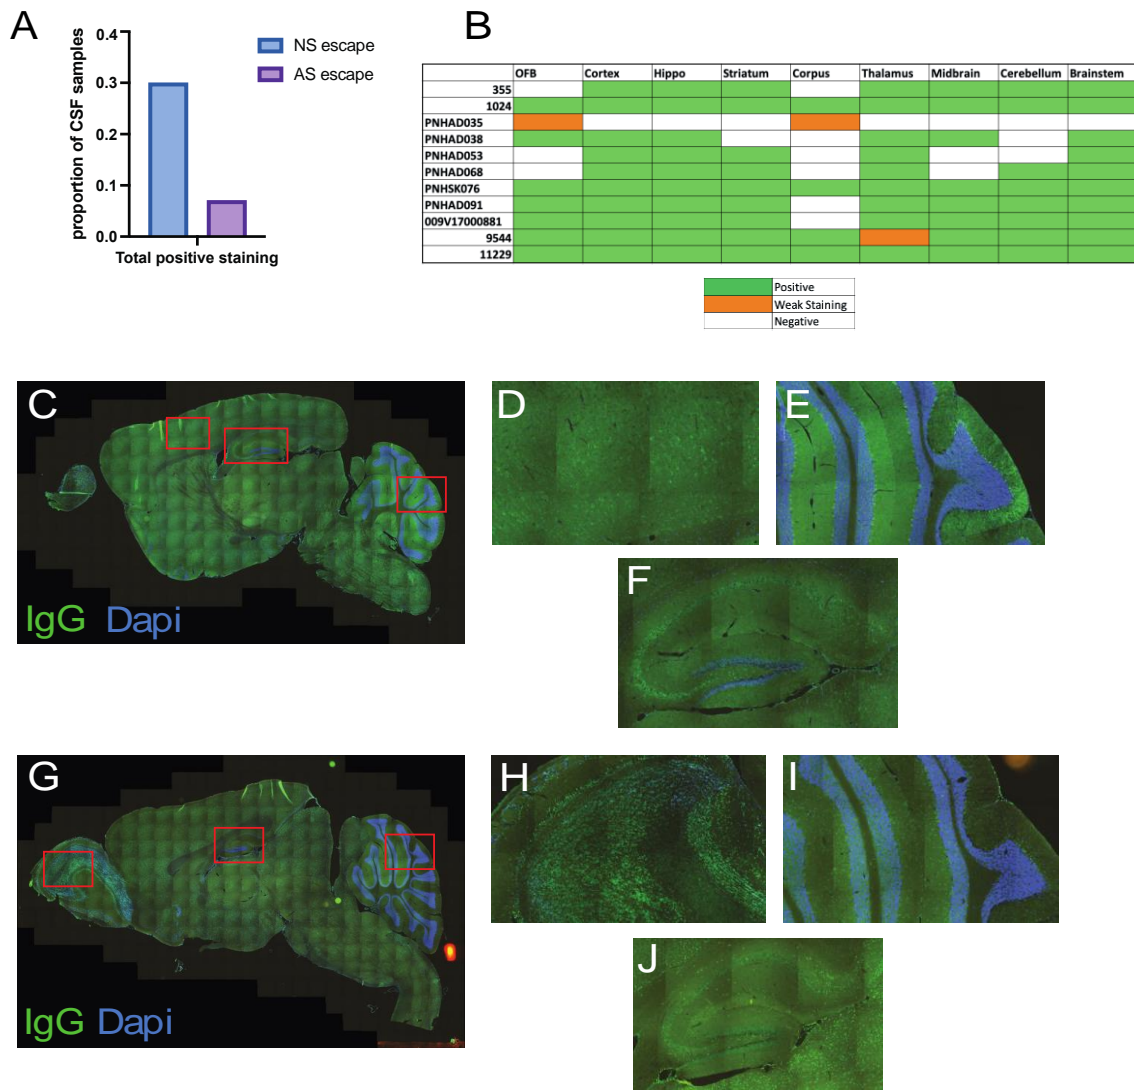 A
proportion of CSF samples
0.4
0.3
0.2
0.1
0.0
Total positive staining
NS escape
AS escape
B
OFB Cortex Hippo Striatum Corpus Thalamus Midbrain Cerebellum Brainstem
355
1024
PNHAD035
PNHAD038
PNHAD053
PNHAD068
PNHSK076
PNHAD091
009V17000881
9544
11229
Positive
Weak Staining
Negative
C
IgG Dapi
D
E
F
G
IgG Dapi
H
I
J